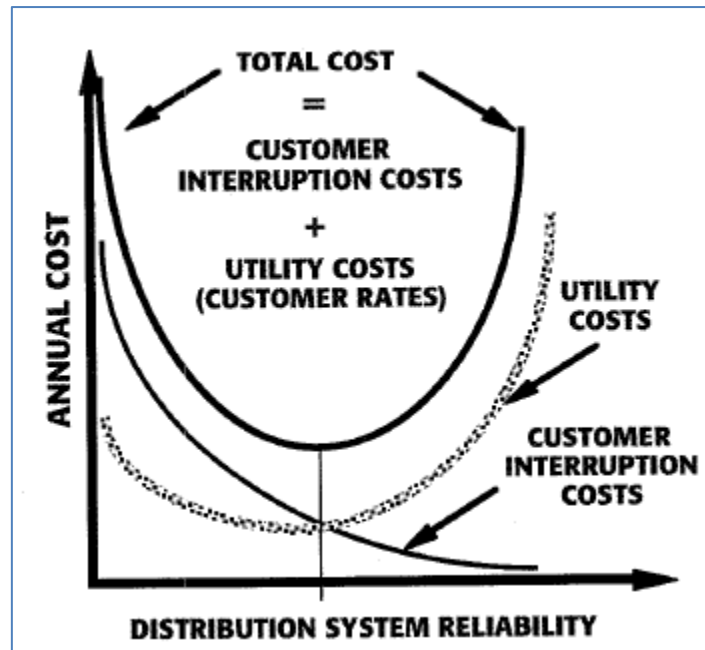 TOTAL COST
=
CUSTOMER
INTERRUPTION COSTS
+
UTILITY COSTS
(CUSTOMER RATES)
ANNUAL COST
UTILITY
COSTS
CUSTOMER
INTERRUPTION
COSTS
DISTRIBUTION SYSTEM RELIABILITY